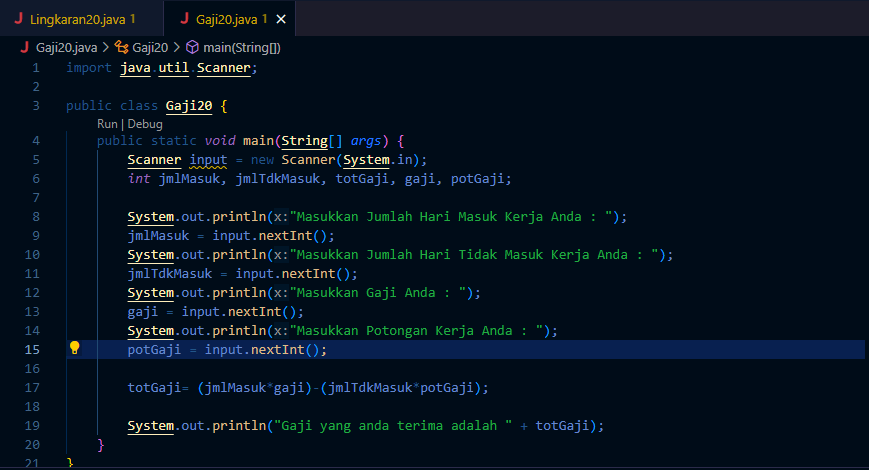 Lingkaran20.java 1 Gaji20.java 1
Gaji20.java > Gaji20 > main(String[])
1 import java.util.Scanner;
2
3 public class Gaji20 {
Run | Debug
4 public static void main(String[] args) {
5 Scanner input = new Scanner(System.in);
6 int jmlMasuk, jmlTdkMasuk, totGaji, gaji, potGaji;
7
8 System.out.println(x:"Masukkan Jumlah Hari Masuk Kerja Anda : ");
9 jmlMasuk = input.nextInt();
10 System.out.println(x:"Masukkan Jumlah Hari Tidak Masuk Kerja Anda : ");
11 jmlTdkMasuk = input.nextInt();
12 System.out.println(x:"Masukkan Gaji Anda : ");
13 gaji = input.nextInt();
14 System.out.println(x:"Masukkan Potongan Kerja Anda : ");
15 potGaji = input.nextInt();
16
17 totGaji= (jmlMasuk*gaji)-(jmlTdkMasuk*potGaji);
18
19 System.out.println("Gaji yang anda terima adalah " + totGaji);
20 }
21 }